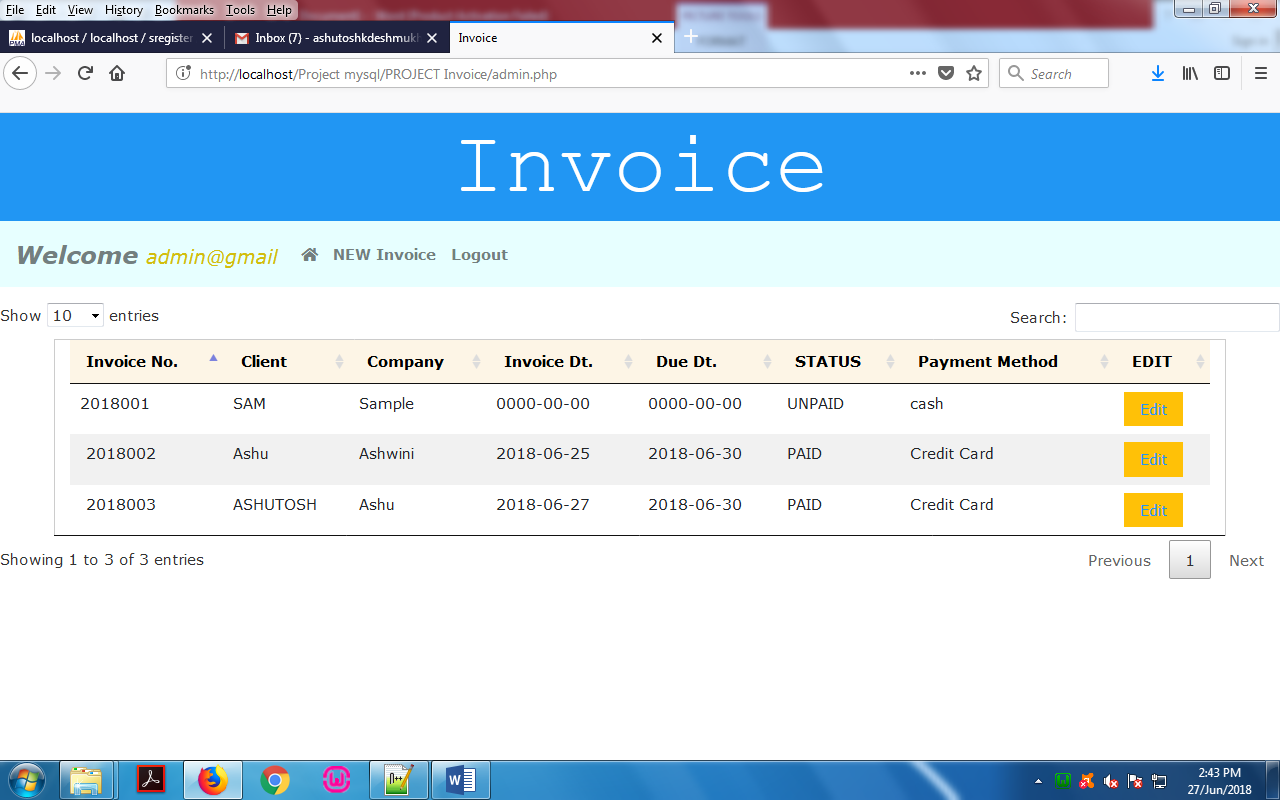 File Edit View History Bookmarks Tools Help
localhost / localhost / sregister
Inbox (7) - ashutoshkdeshmukh
Invoice
http://localhost/Project mysql/PROJECT Invoice/admin.php
Search
Invoice
Welcome admin@gmail NEW Invoice Logout
Show 10 entries
Search:
Invoice No. Client Company Invoice Dt. Due Dt. STATUS Payment Method EDIT
2018001 SAM Sample 0000-00-00 0000-00-00 UNPAID cash Edit
2018002 Ashu Ashwini 2018-06-25 2018-06-30 PAID Credit Card Edit
2018003 ASHUTOSH Ashu 2018-06-27 2018-06-30 PAID Credit Card Edit
Showing 1 to 3 of 3 entries
Previous 1 Next
2:43 PM
27/Jun/2018